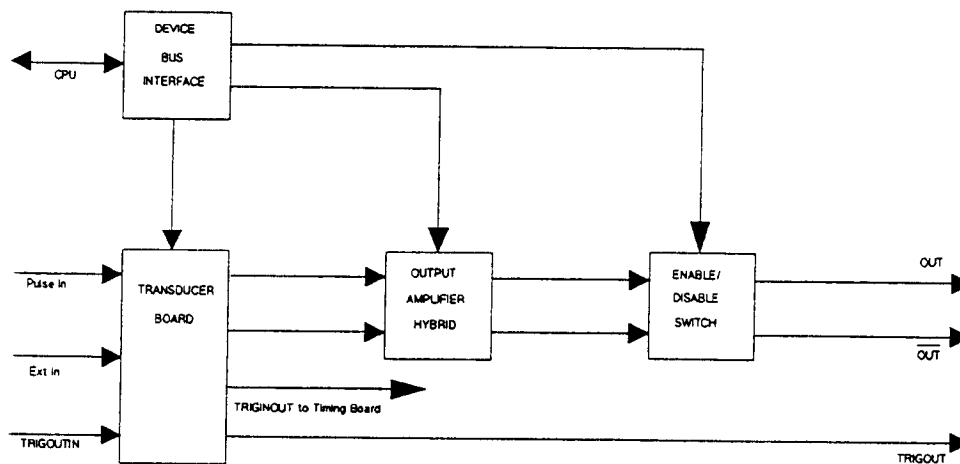 DEVICE
BUS
INTERFACE
CPU
Pulse In
Ext In
TRIGOUTIN
TRANSDUCER
BOARD
OUTPUT
AMPLIFIER
HYBRID
ENABLE/
DISABLE
SWITCH
OUT
OUT
TRIGINOUT to Timing Board
TRIGOUT